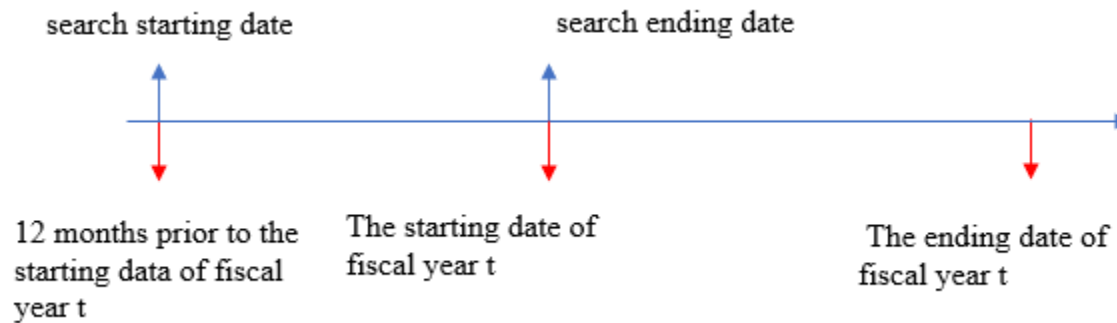 search starting date
search ending date
12 months prior to the
starting data of fiscal
year t
The starting date of
fiscal year t
The ending date of
fiscal year t